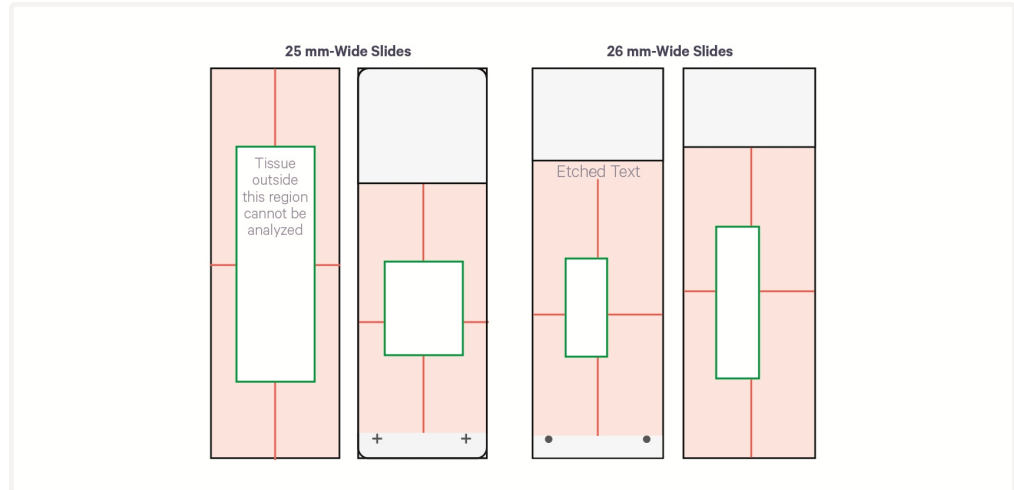 25 mm-Wide Slides
26 mm-Wide Slides
Tissue
outside
this region
cannot be
analyzed
Etched Text